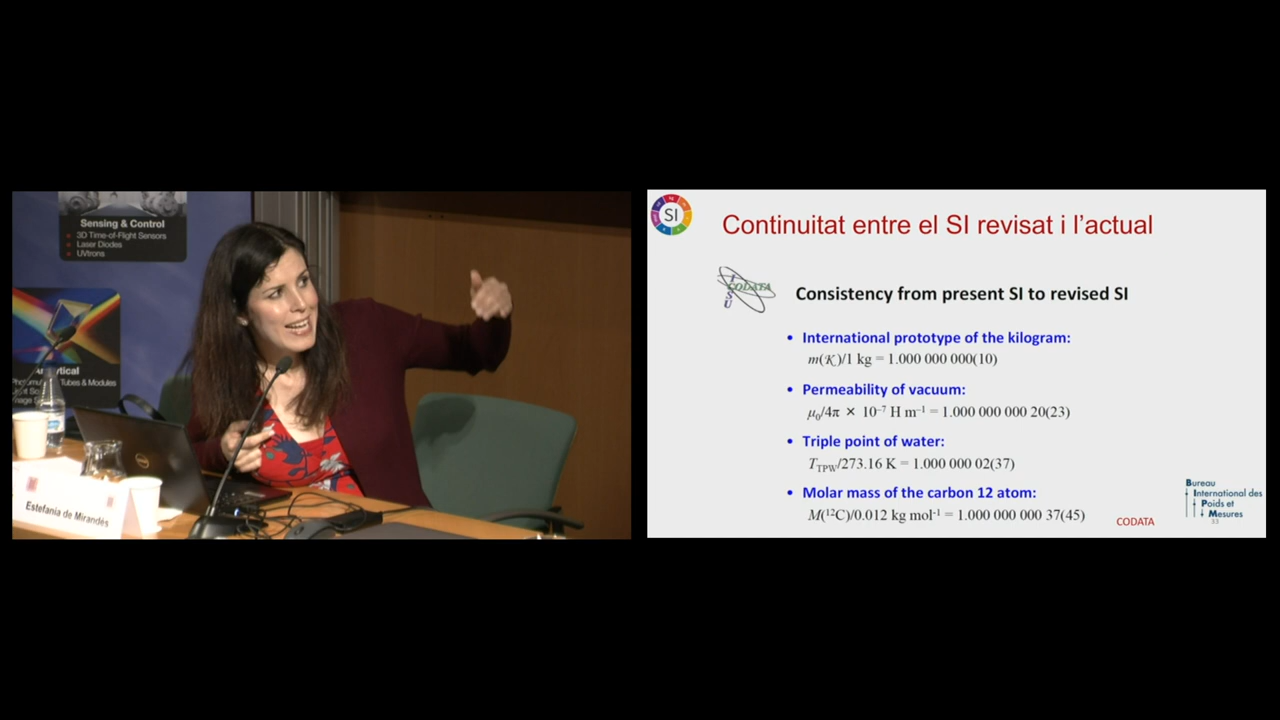 Sensing & Control
3D Time-of-Flight Sensors
Laser Diodes
UVtrons
Tubes & Modules
Estefania de Mirandés
SI
Continuitat entre el SI revisat i l'actual
CODATA
Consistency from present SI to revised SI
• International prototype of the kilogram:
m(𝒦)/1 kg = 1.000 000 000(10)
• Permeability of vacuum:
μ₀/4π × 10⁻⁷ H m⁻¹ = 1.000 000 000 20(23)
• Triple point of water:
T_TPW/273.16 K = 1.000 000 02(37)
• Molar mass of the carbon 12 atom:
M(¹²C)/0.012 kg mol⁻¹ = 1.000 000 000 37(45)
CODATA
Bureau
International des
Poids et
Mesures
33